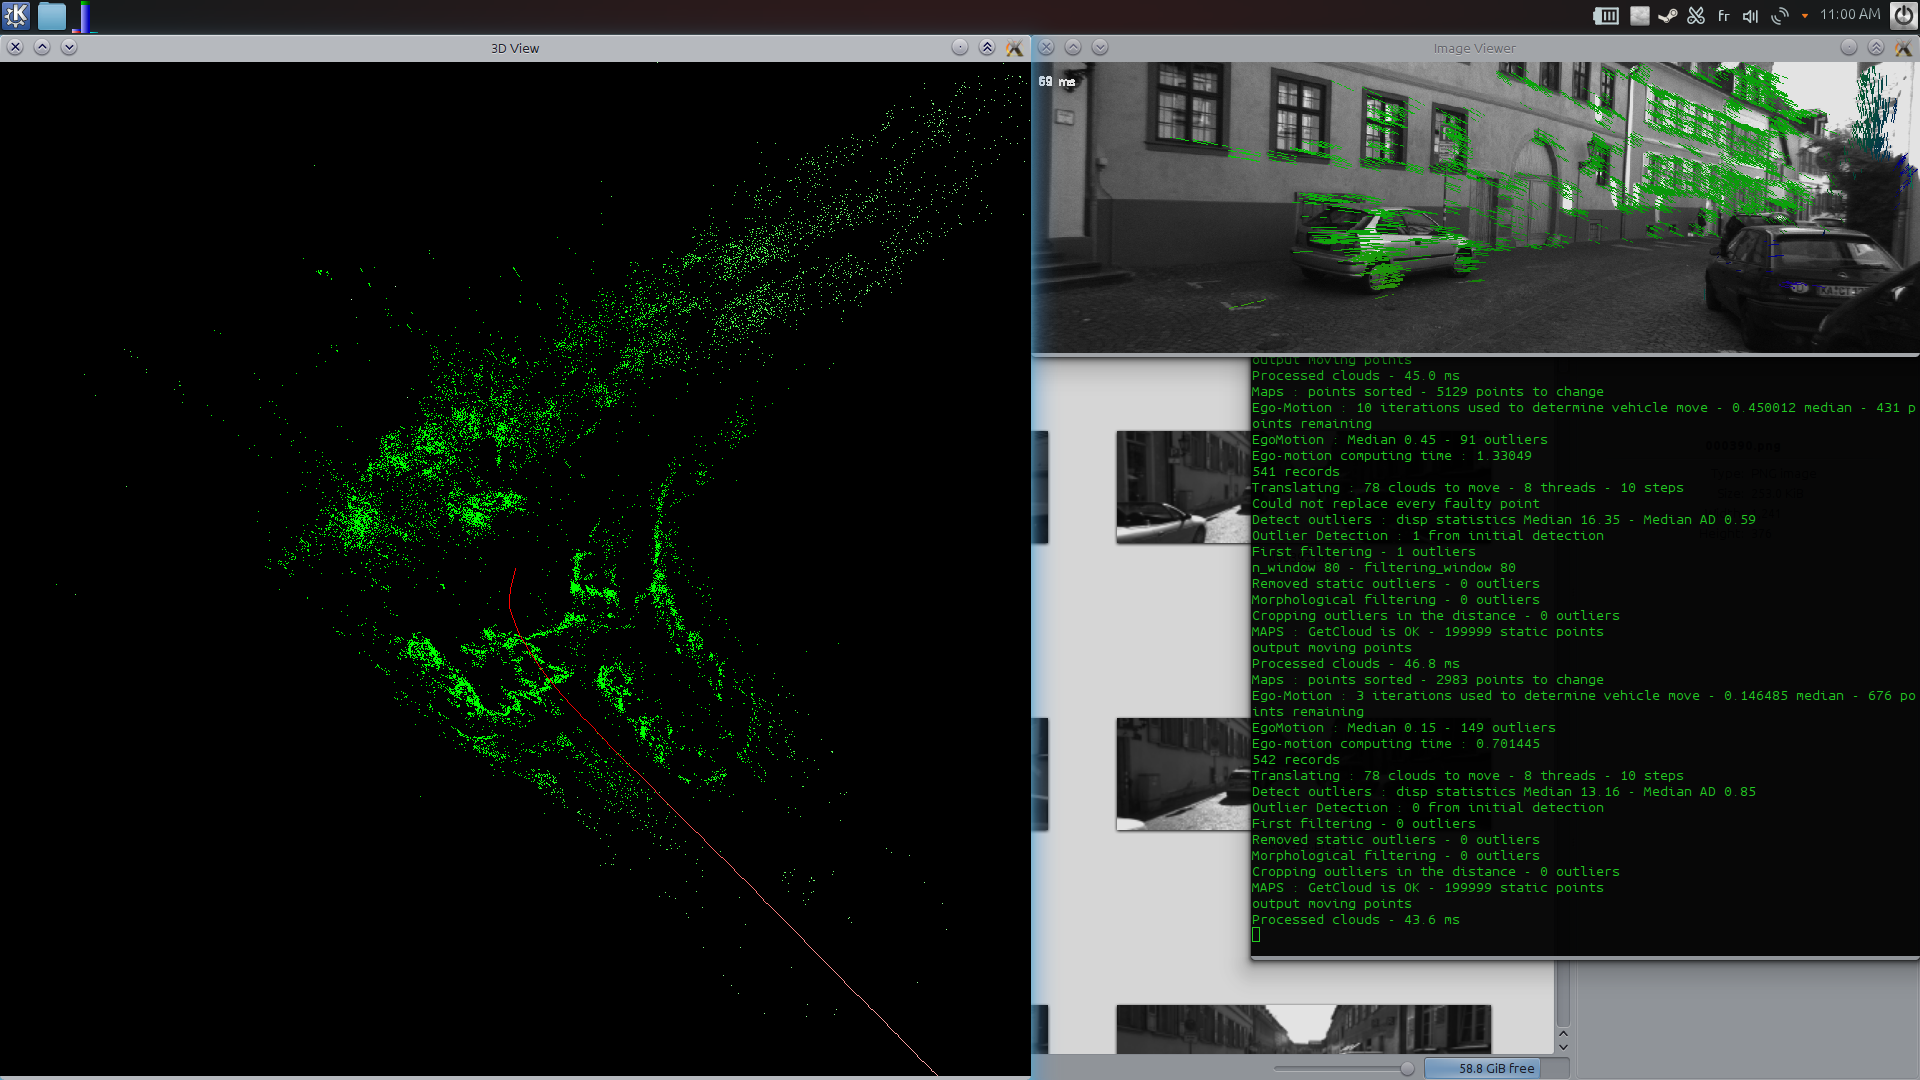 fr
11:00 AM
3D View
Image Viewer
69 ms
output moving points
Processed clouds - 45.0 ms
Maps : points sorted - 5129 points to change
Ego-Motion : 10 iterations used to determine vehicle move - 0.450012 median - 431 p
oints remaining
EgoMotion : Median 0.45 - 91 outliers
Ego-motion computing time : 1.33049
541 records
Translating : 78 clouds to move - 8 threads - 10 steps
Could not replace every faulty point
Detect outliers : disp statistics Median 16.35 - Median AD 0.59
Outlier Detection : 1 from initial detection
First filtering - 1 outliers
n_window 80 - filtering_window 80
Removed static outliers - 0 outliers
Morphological filtering - 0 outliers
Cropping outliers in the distance - 0 outliers
MAPS : GetCloud is OK - 199999 static points
output moving points
Processed clouds - 46.8 ms
Maps : points sorted - 2983 points to change
Ego-Motion : 3 iterations used to determine vehicle move - 0.146485 median - 676 po
ints remaining
EgoMotion : Median 0.15 - 149 outliers
Ego-motion computing time : 0.701445
542 records
Translating : 78 clouds to move - 8 threads - 10 steps
Detect outliers : disp statistics Median 13.16 - Median AD 0.85
Outlier Detection : 0 from initial detection
First filtering - 0 outliers
Removed static outliers - 0 outliers
Morphological filtering - 0 outliers
Cropping outliers in the distance - 0 outliers
MAPS : GetCloud is OK - 199999 static points
output moving points
Processed clouds - 43.6 ms
58.8 GiB free